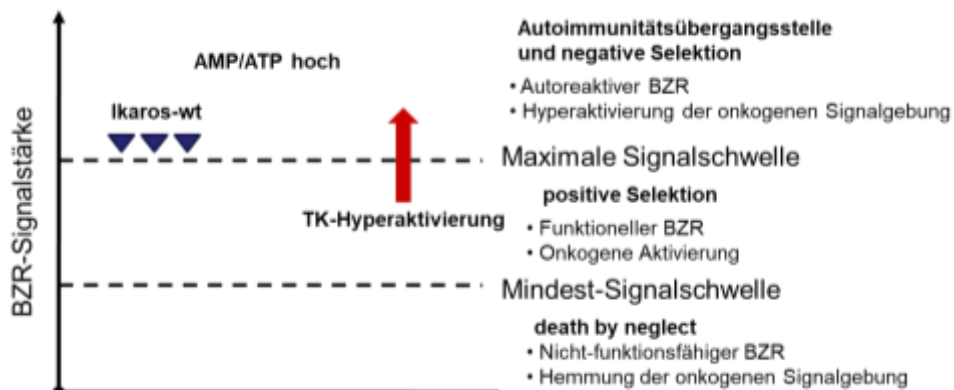 BZR-Signalstärke
AMP/ATP hoch
Ikaros-wt
TK-Hyperaktivierung
Autoimmunitätsübergangsstelle
und negative Selektion
• Autoreaktiver BZR
• Hyperaktivierung der onkogenen Signalgebung
Maximale Signalschwelle
positive Selektion
• Funktioneller BZR
• Onkogene Aktivierung
Mindest-Signalschwelle
death by neglect
• Nicht-funktionsfähiger BZR
• Hemmung der onkogenen Signalgebung